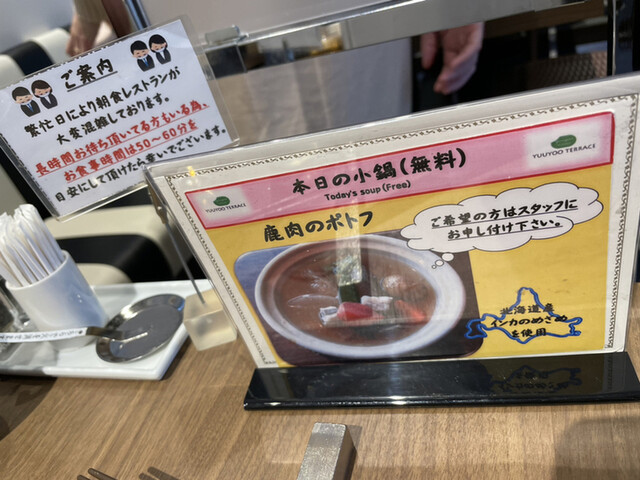 ご案内
繁忙日により朝食レストランが
大変混雑しております。
長時間お待ち頂いてる方もいる為、
お食事時間は50～60分を
目安にして頂けたら幸いでございます。
YUUYOO TERRACE
YUUYOO TERRACE
本日の小鍋(無料)
Today's soup(Free)
鹿肉のポトフ
ご希望の方はスタッフに
お申し付け下さい。
北海道産
インカのめざめ
を使用